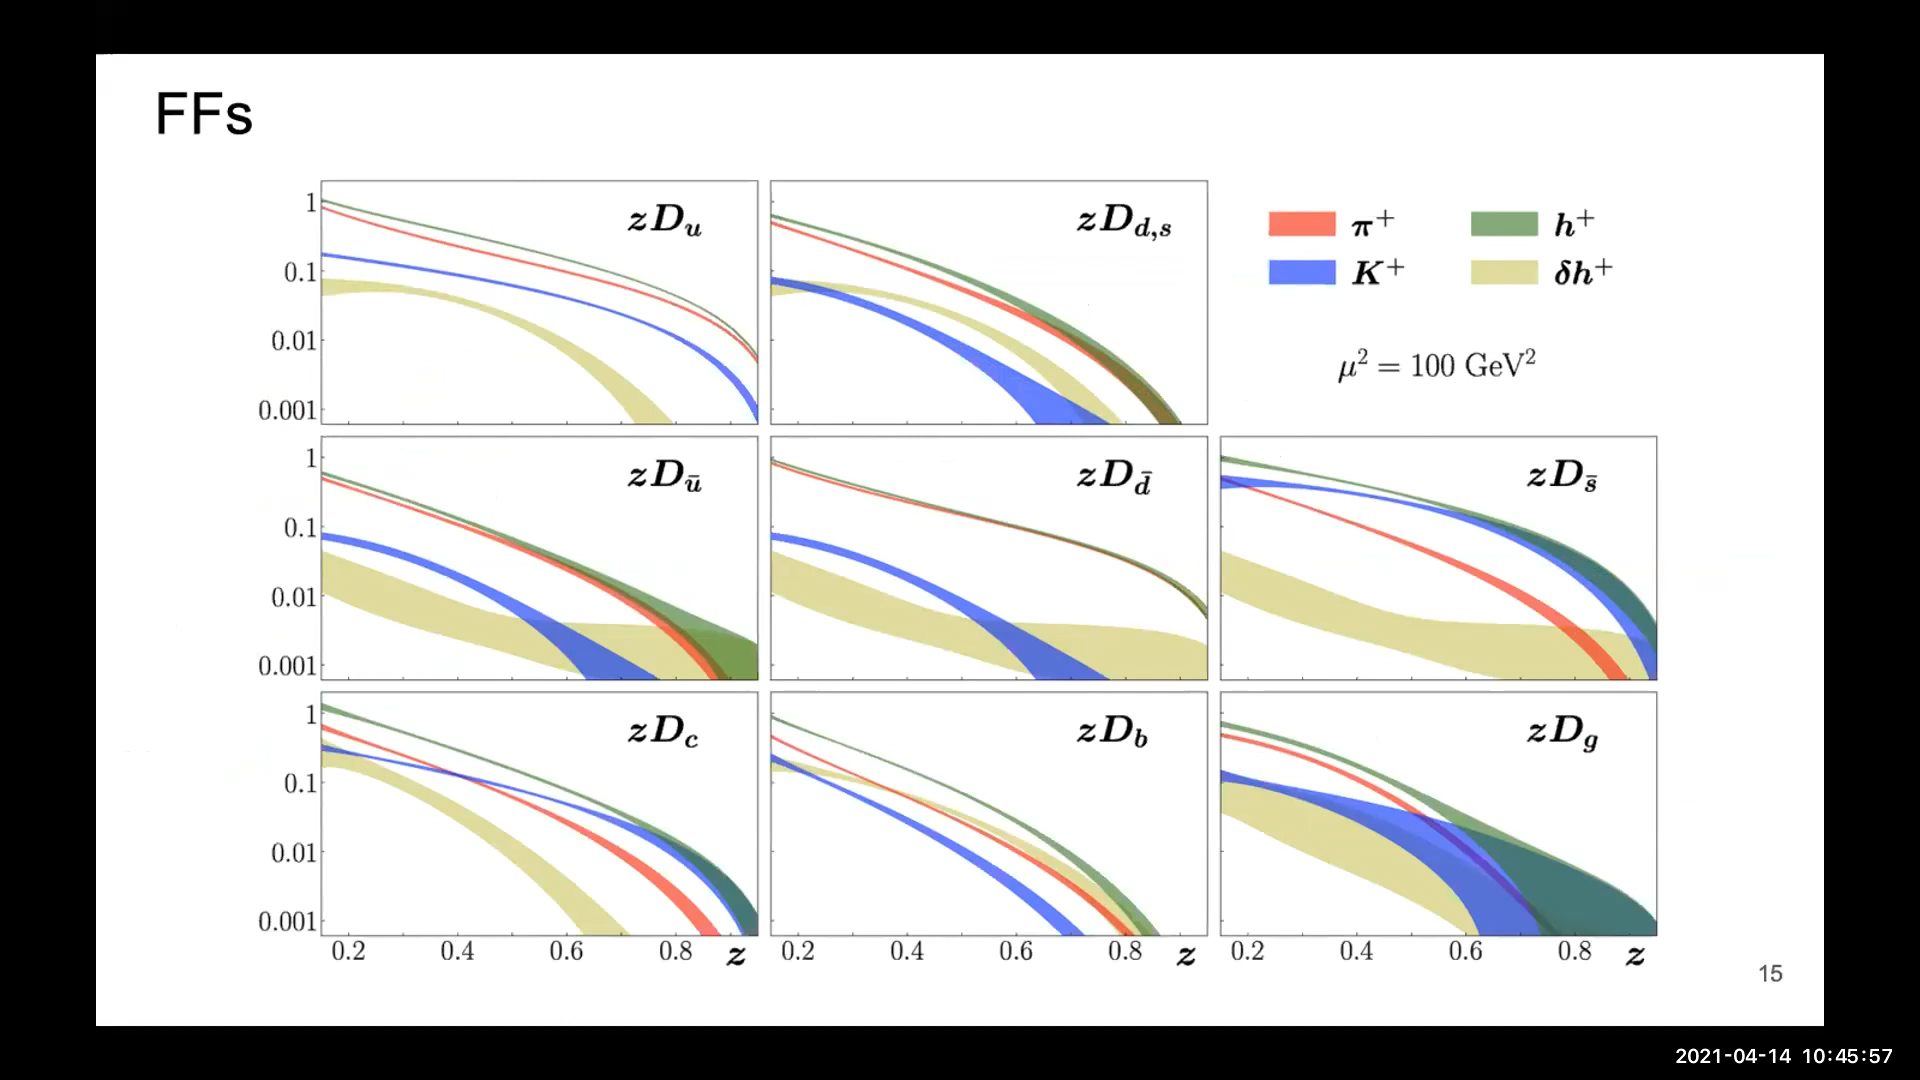 FFs
1
0.1
0.01
0.001
zD_u
zD_{d,s}
π⁺
h⁺
K⁺
δh⁺
μ² = 100 GeV²
1
0.1
0.01
0.001
zD_ū
zD_d̄
zD_s̄
1
0.1
0.01
0.001
zD_c
zD_b
zD_g
0.2 0.4 0.6 0.8 z
0.2 0.4 0.6 0.8 z
0.2 0.4 0.6 0.8 z
15
2021-04-14 10:45:57